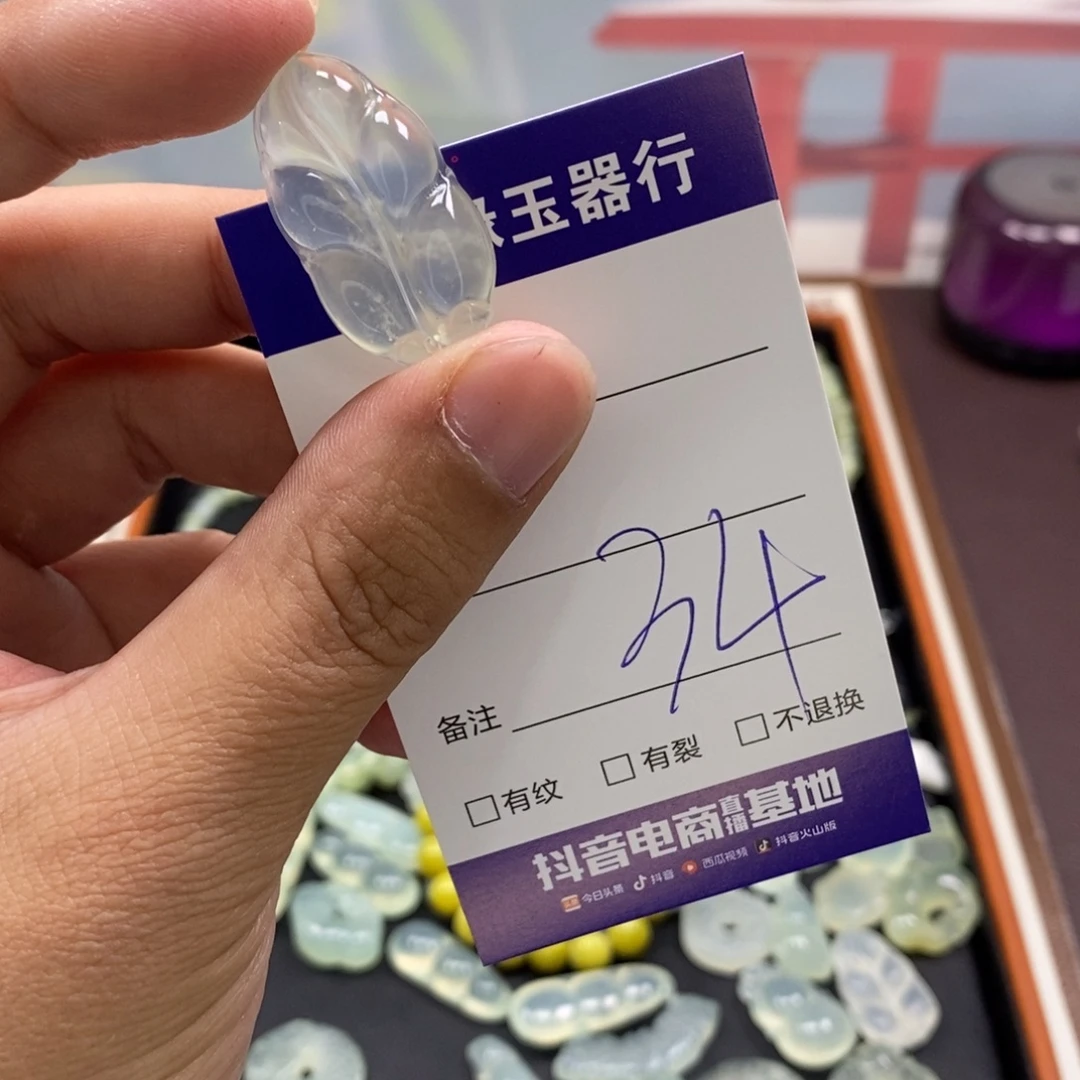 玉器行
34
备注
□有纹 □有裂 □不退换
抖音电商直播基地
今日头条 抖音 西瓜视频 抖音火山版